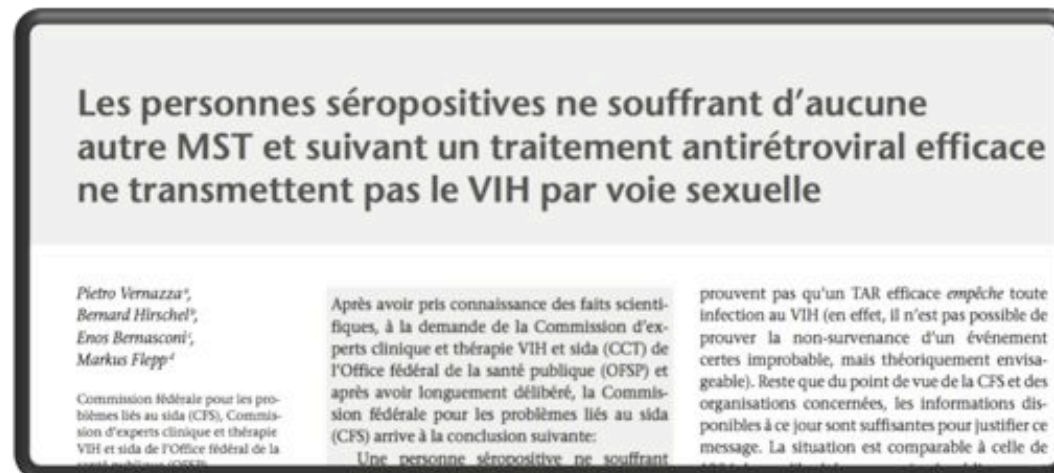 Les personnes séropositives ne souffrant d'aucune
autre MST et suivant un traitement antirétroviral efficace
ne transmettent pas le VIH par voie sexuelle
Pietro Vernazzaª,
Bernard Hirschelᵇ,
Enos Bernasconiᶜ,
Markus Fleppᵈ
Commission fédérale pour les pro-
blèmes liés au sida (CFS), Commis-
sion d'experts clinique et thérapie
VIH et sida de l'Office fédéral de la
santé publique (OFSP)
Après avoir pris connaissance des faits scienti-
fiques, à la demande de la Commission d'ex-
perts clinique et thérapie VIH et sida (CCT) de
l'Office fédéral de la santé publique (OFSP) et
après avoir longuement délibéré, la Commis-
sion fédérale pour les problèmes liés au sida
(CFS) arrive à la conclusion suivante:
Une personne séropositive ne souffrant
prouvent pas qu'un TAR efficace empêche toute
infection au VIH (en effet, il n'est pas possible de
prouver la non-survenance d'un événement
certes improbable, mais théoriquement envisa-
geable). Reste que du point de vue de la CFS et des
organisations concernées, les informations dis-
ponibles à ce jour sont suffisantes pour justifier ce
message. La situation est comparable à celle de